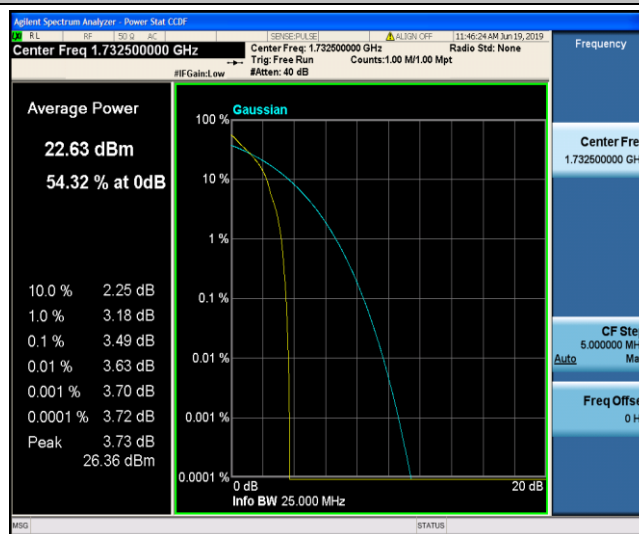 Agilent Spectrum Analyzer - Power Stat CCDF
RL RF 50 Ω AC SENSE:PULSE ALIGN OFF 11:46:24 AM Jun 19, 2019
Center Freq 1.732500000 GHz
Center Freq: 1.732500000 GHz Radio Std: None
Trig: Free Run Counts:1.00 M/1.00 Mpt
#IFGain:Low #Atten: 40 dB
Frequency
Average Power
22.63 dBm
54.32 % at 0dB
10.0 % 2.25 dB
1.0 % 3.18 dB
0.1 % 3.49 dB
0.01 % 3.63 dB
0.001 % 3.70 dB
0.0001 % 3.72 dB
Peak 3.73 dB
26.36 dBm
Gaussian
100 %
10 %
1 %
0.1 %
0.01 %
0.001 %
0.0001 %
0 dB 20 dB
Info BW 25.000 MHz
Center Fre
1.732500000 GH
CF Ste
5.000000 MH
Auto Ma
Freq Offse
0 H
MSG STATUS